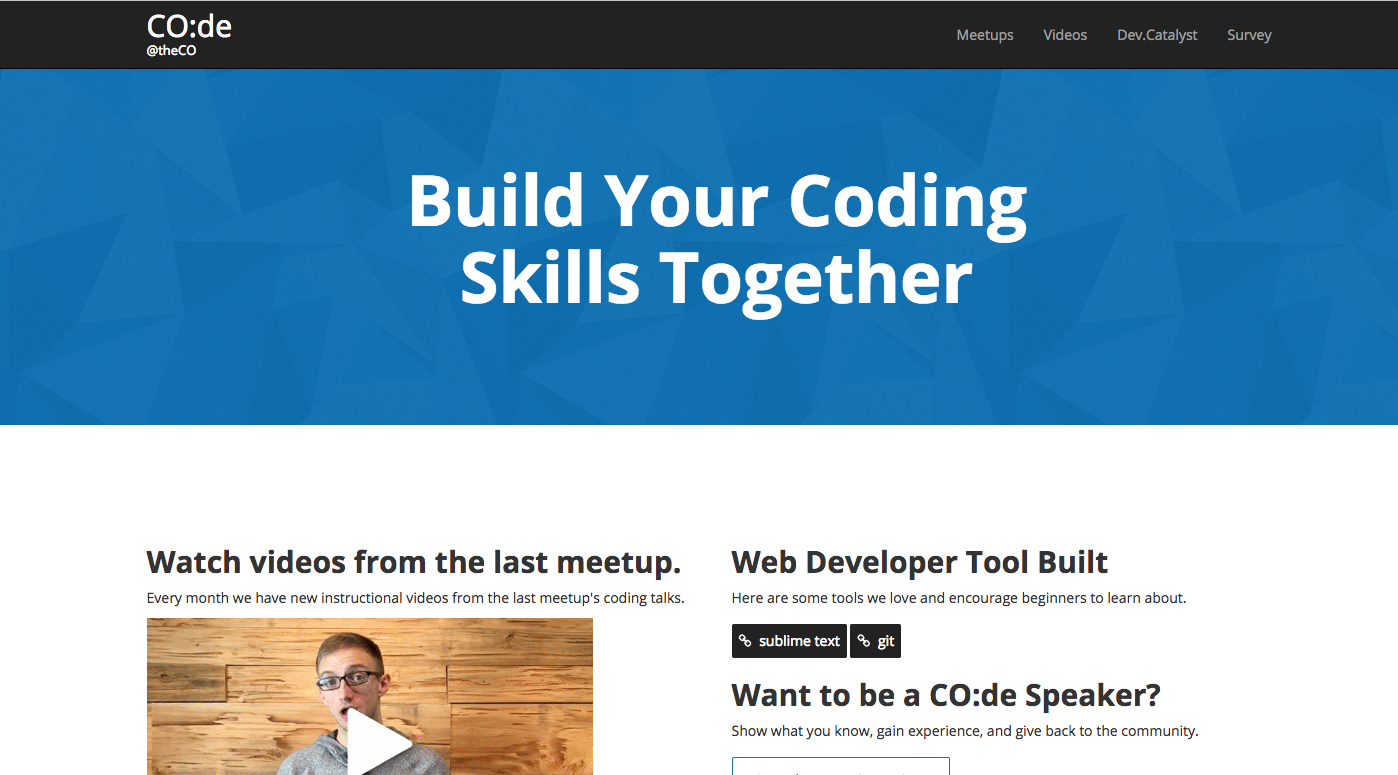 CO:de
@theCO
Meetups
Videos
Dev.Catalyst
Survey
Build Your Coding
Skills Together
Watch videos from the last meetup.
Every month we have new instructional videos from the last meetup's coding talks.
Web Developer Tool Built
Here are some tools we love and encourage beginners to learn about.
sublime text
git
Want to be a CO:de Speaker?
Show what you know, gain experience, and give back to the community.